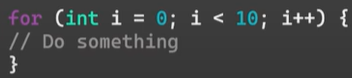 for (int i = 0; i < 10; i++) {
// Do something
}